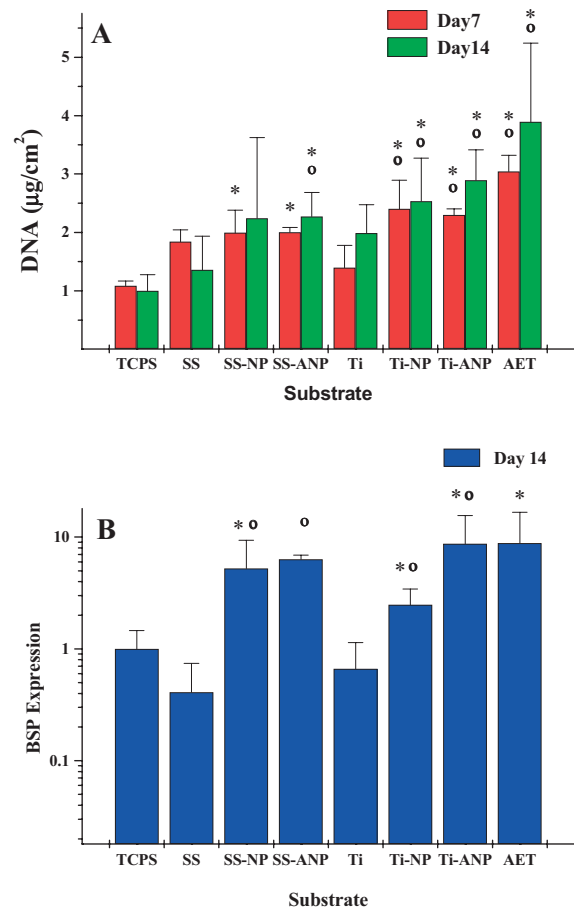 A
Day7
Day14
DNA (µg/cm²)
5
4
3
2
1
* * o * * o * o * o * o * o * o * o
TCPS SS SS-NP SS-ANP Ti Ti-NP Ti-ANP AET
Substrate
Day 14
B
BSP Expression
10
1
0.1
* o o * o * o *
TCPS SS SS-NP SS-ANP Ti Ti-NP Ti-ANP AET
Substrate